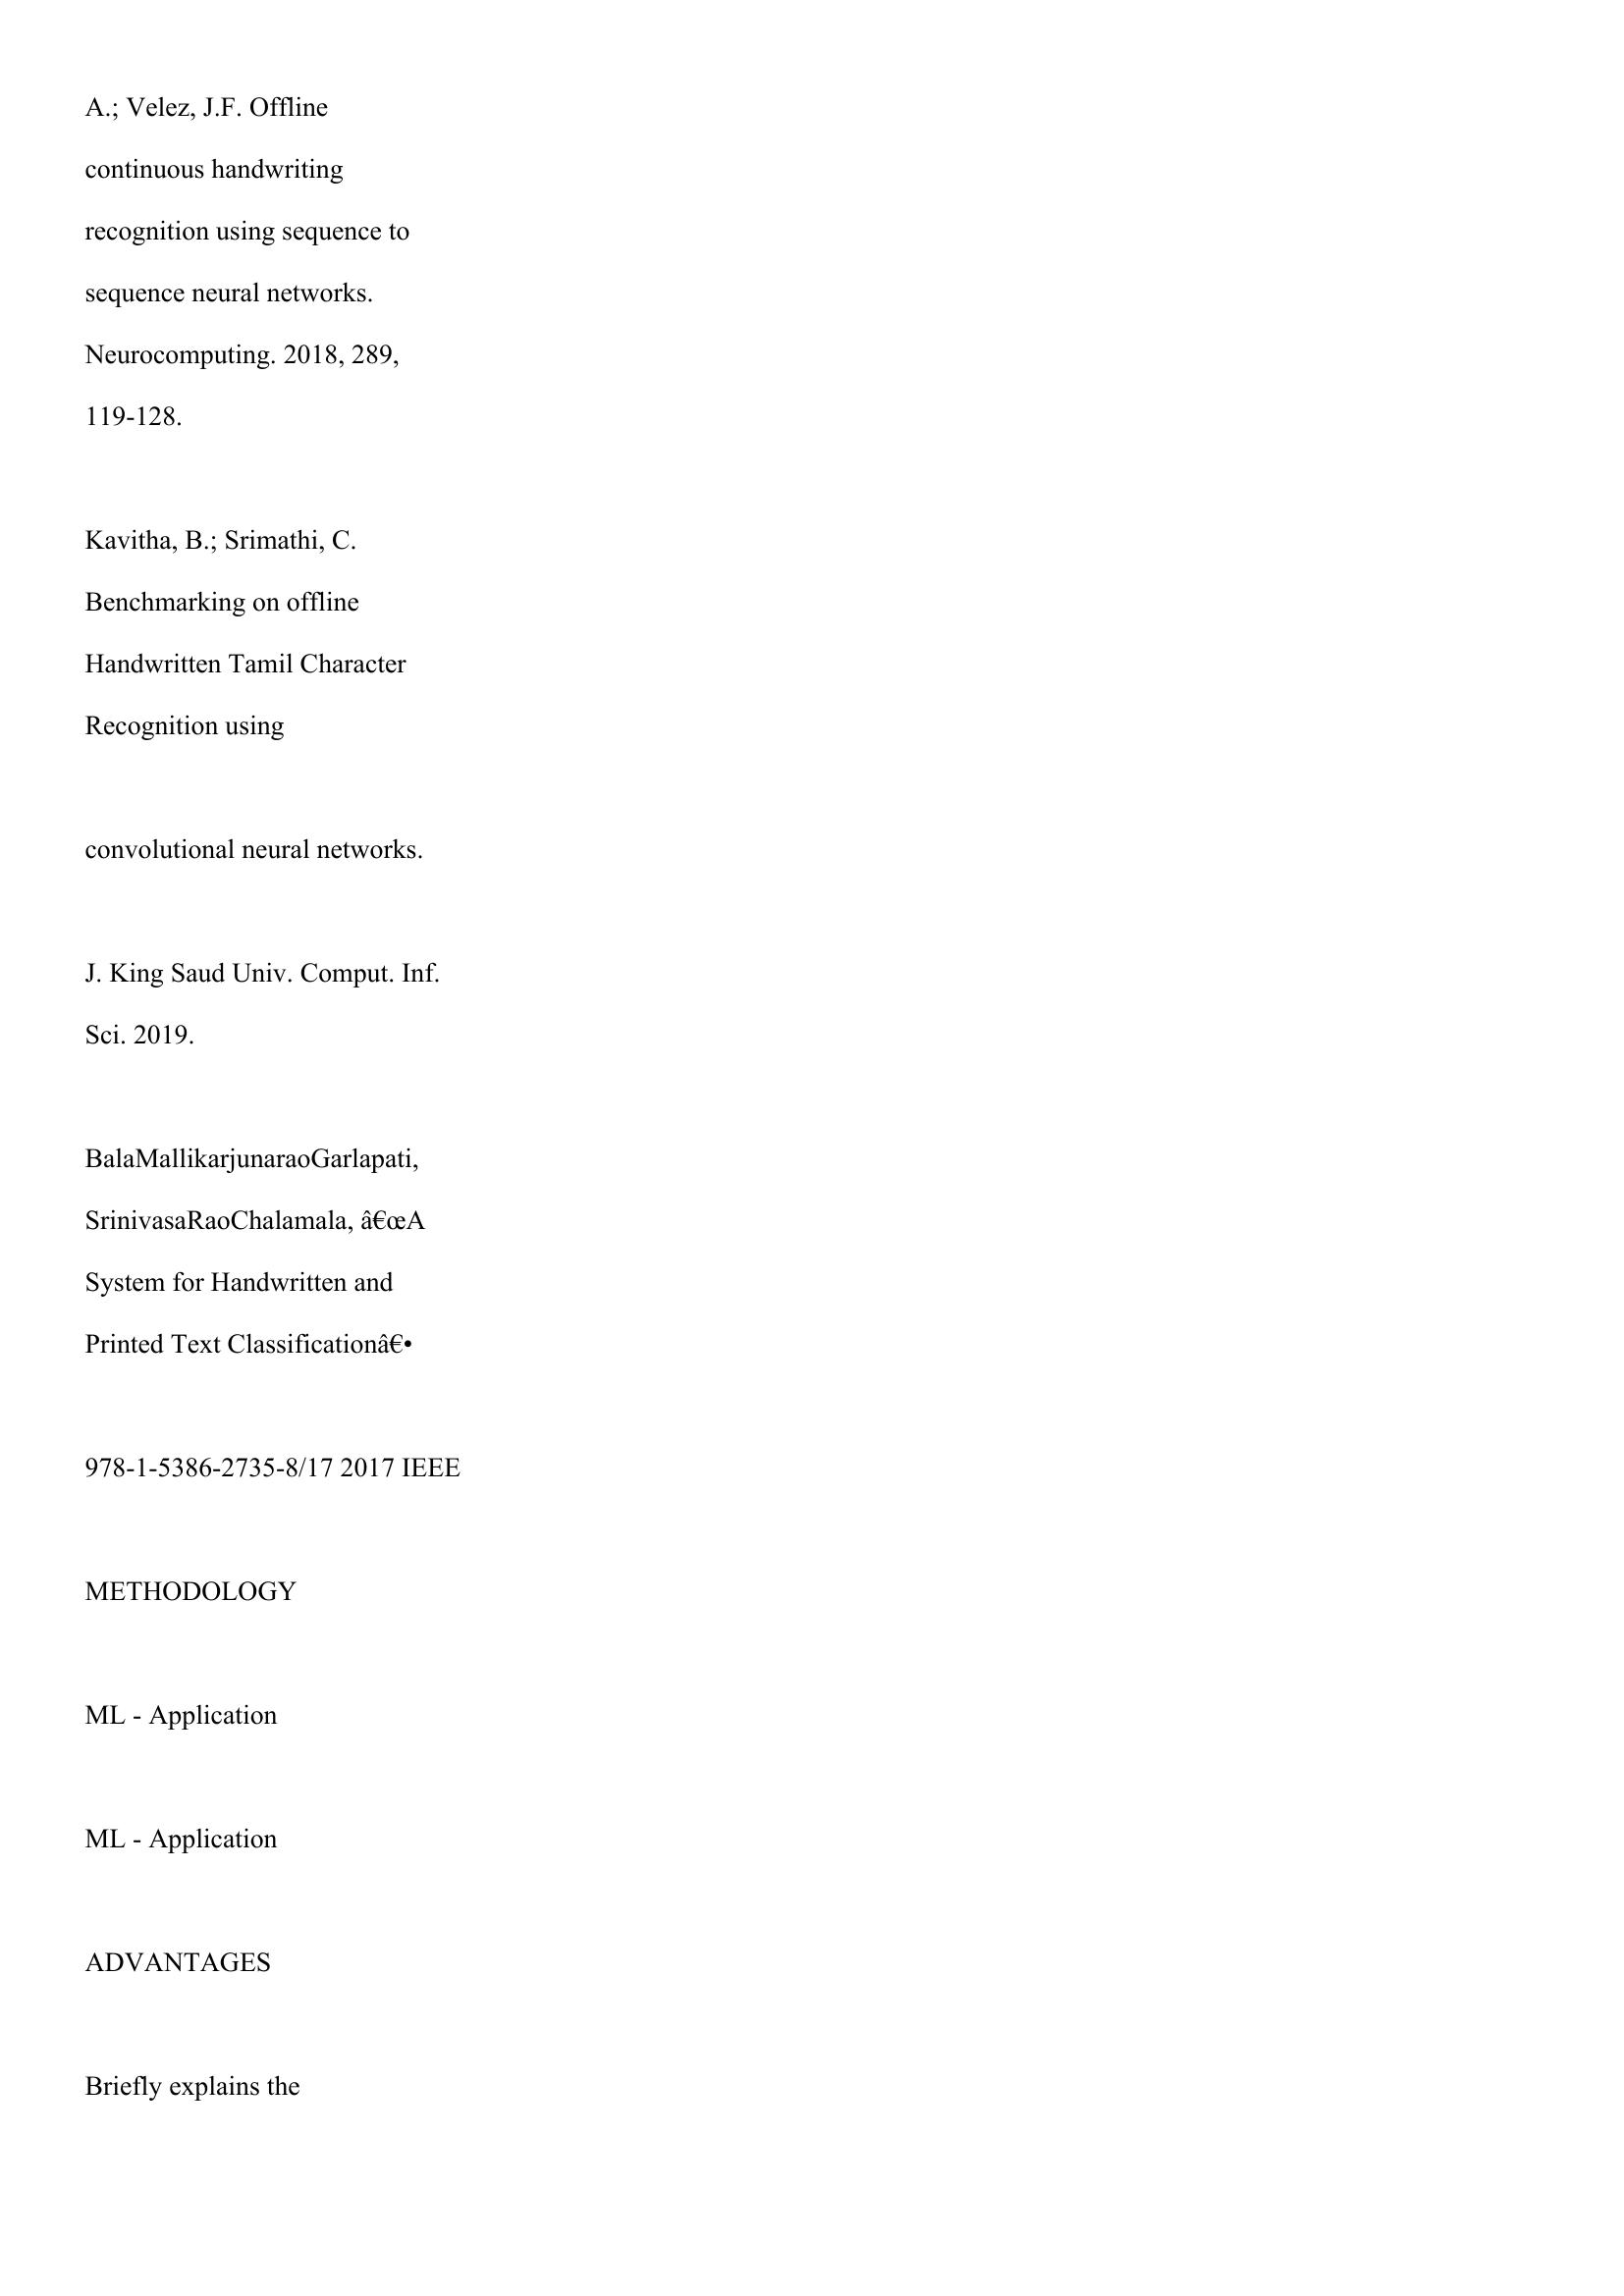 A.; Velez, J.F. Offline
continuous handwriting
recognition using sequence to
sequence neural networks.
Neurocomputing. 2018, 289,
119-128.
Kavitha, B.; Srimathi, C.
Benchmarking on offline
Handwritten Tamil Character
Recognition using
convolutional neural networks.
J. King Saud Univ. Comput. Inf.
Sci. 2019.
BalaMallikarjunaraoGarlapati,
SrinivasaRaoChalamala, â€œA
System for Handwritten and
Printed Text Classificationâ€•
978-1-5386-2735-8/17 2017 IEEE
METHODOLOGY
ML - Application
ML - Application
ADVANTAGES
Briefly explains the